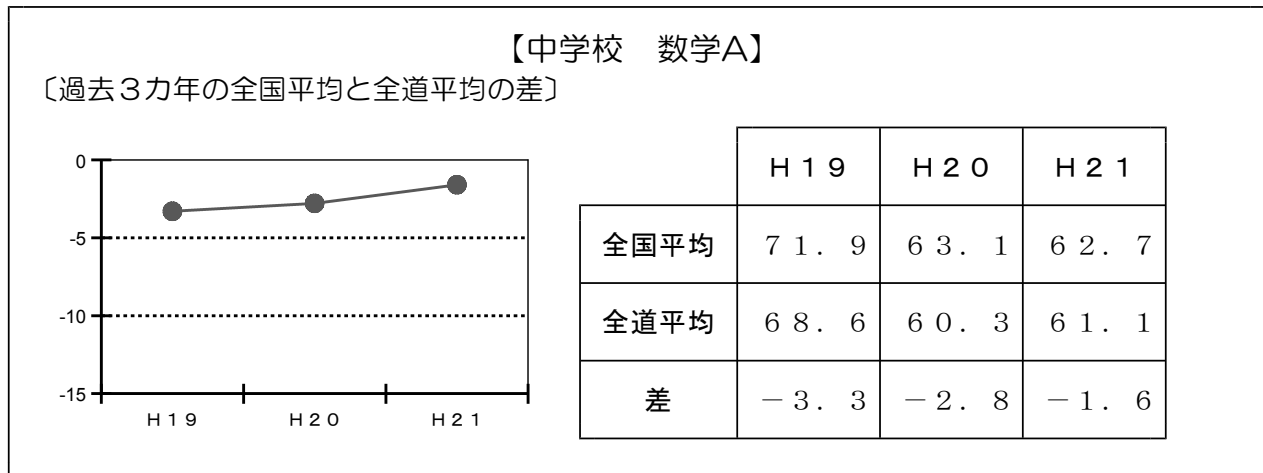 【中学校　数学A】
〔過去３カ年の全国平均と全道平均の差〕
0
-5
-10
-15
Ｈ１９ Ｈ２０ Ｈ２１
Ｈ１９ Ｈ２０ Ｈ２１
全国平均 ７１．９ ６３．１ ６２．７
全道平均 ６８．６ ６０．３ ６１．１
差 －３．３ －２．８ －１．６